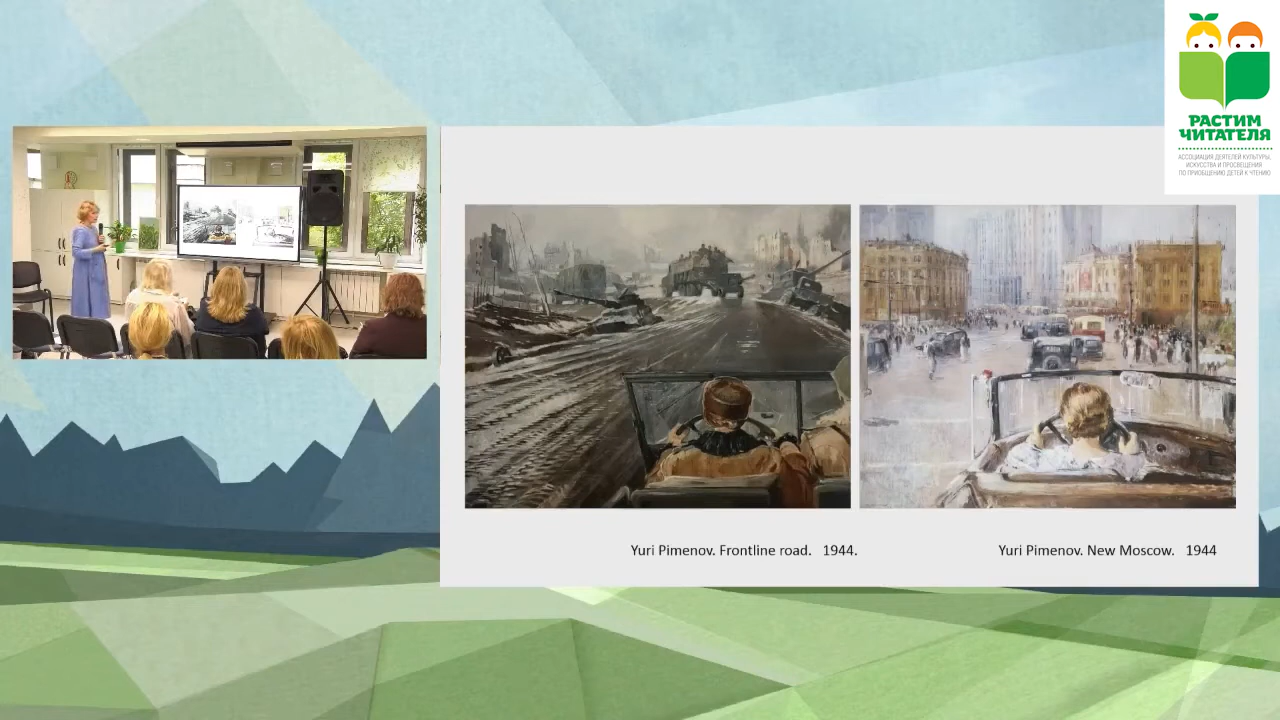 РАСТИМ
ЧИТАТЕЛЯ
АССОЦИАЦИЯ ДЕЯТЕЛЕЙ КУЛЬТУРЫ,
ИСКУССТВА И ПРОСВЕЩЕНИЯ
ПО ПРИОБЩЕНИЮ ДЕТЕЙ К ЧТЕНИЮ
Yuri Pimenov. Frontline road. 1944.
Yuri Pimenov. New Moscow. 1944